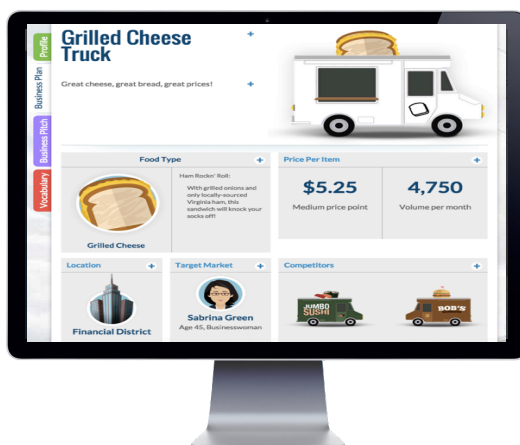 Profile
Business Plan
Business Pitch
Vocabulary
Grilled Cheese
Truck
Great cheese, great bread, great prices!
Food Type
Ham Rockn' Roll:
With grilled onions and
only locally-sourced
Virginia ham, this
sandwich will knock your
socks off!
Grilled Cheese
Price Per Item
$5.25
Medium price point
4,750
Volume per month
Location
Financial District
Target Market
Sabrina Green
Age 45, Businesswoman
Competitors
JUMBO
SUSHI
BOB'S